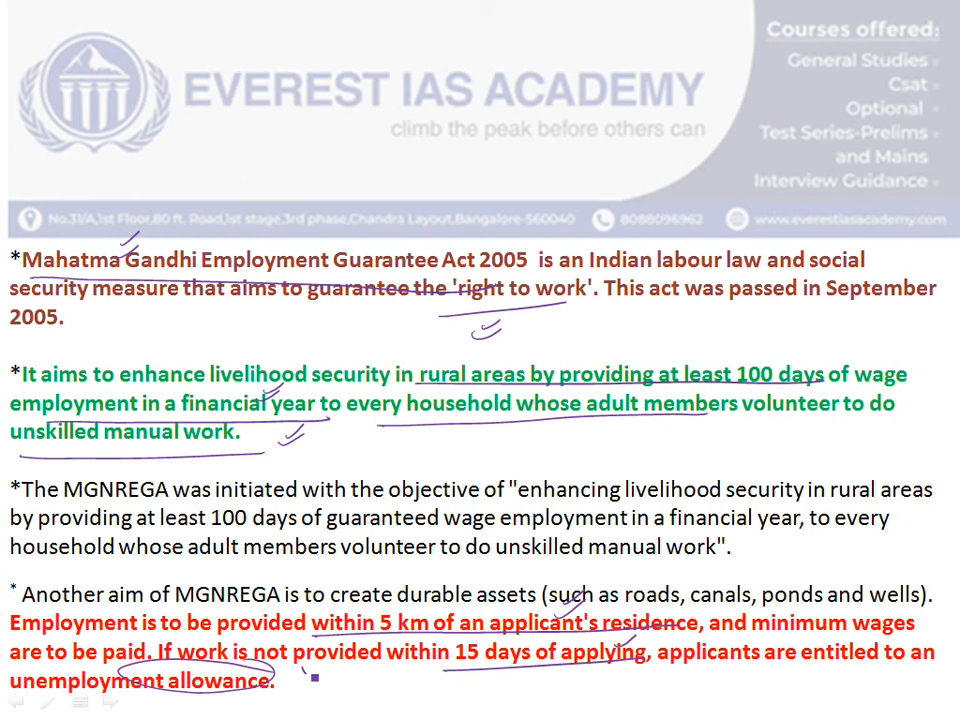 Courses offered:
General Studies
Csat
Optional
Test Series-Prelims
and Mains
Interview Guidance
EVEREST IAS ACADEMY
climb the peak before others can
No.31/A,1st Floor,80 ft. Road,1st stage,3rd phase,Chandra Layout,Bangalore-560040 8088096962 www.everestiasacademy.com
*Mahatma Gandhi Employment Guarantee Act 2005 is an Indian labour law and social
security measure that aims to guarantee the 'right to work'. This act was passed in September
2005.
*It aims to enhance livelihood security in rural areas by providing at least 100 days of wage
employment in a financial year to every household whose adult members volunteer to do
unskilled manual work.
*The MGNREGA was initiated with the objective of "enhancing livelihood security in rural areas
by providing at least 100 days of guaranteed wage employment in a financial year, to every
household whose adult members volunteer to do unskilled manual work".
* Another aim of MGNREGA is to create durable assets (such as roads, canals, ponds and wells).
Employment is to be provided within 5 km of an applicant's residence, and minimum wages
are to be paid. If work is not provided within 15 days of applying, applicants are entitled to an
unemployment allowance.